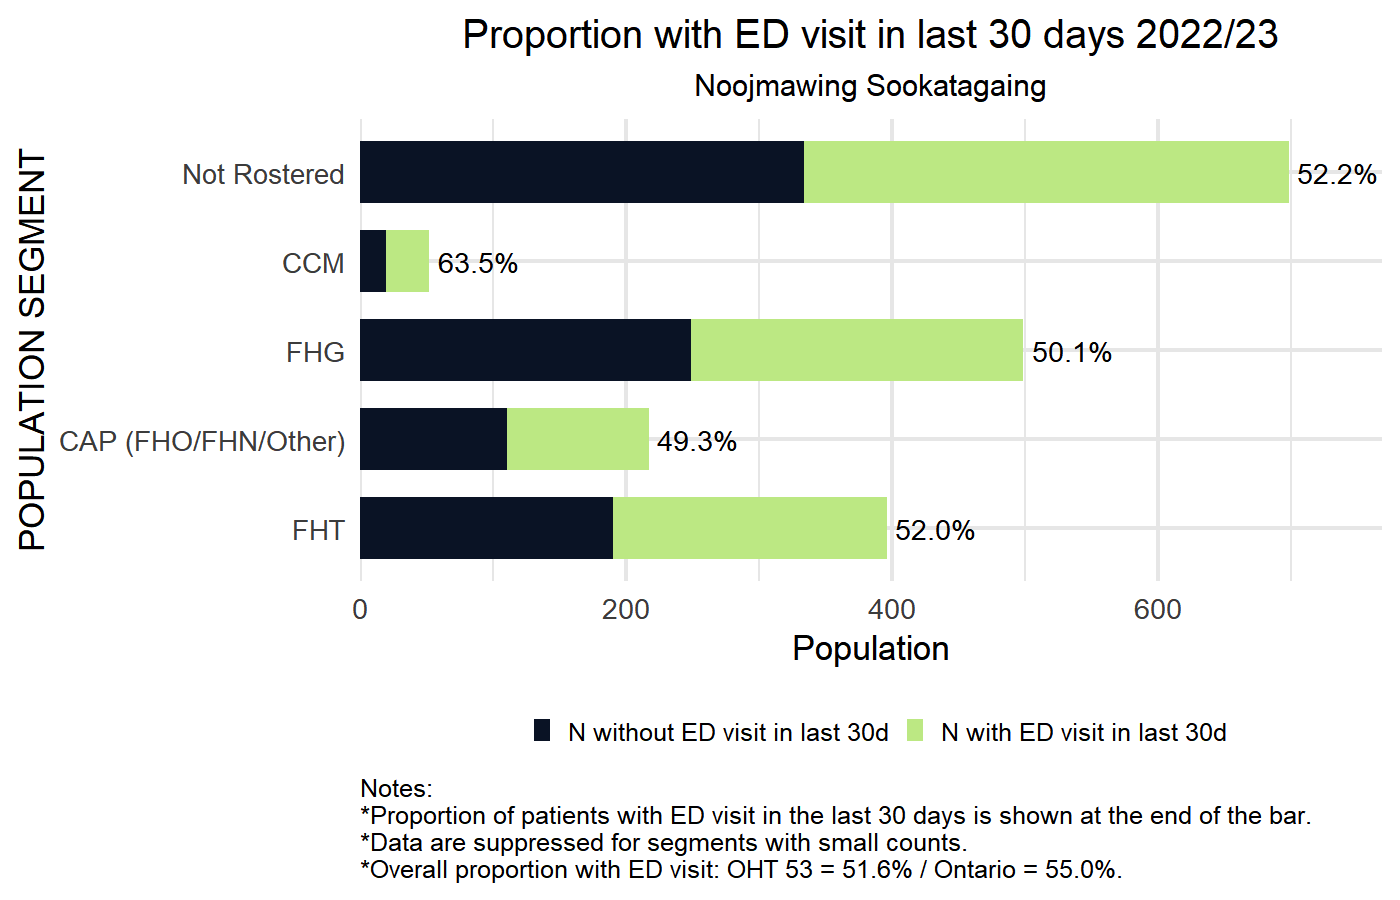 Proportion with ED visit in last 30 days 2022/23
Noojmawing Sookatagaing
POPULATION SEGMENT
Not Rostered
52.2%
CCM
63.5%
FHG
50.1%
CAP (FHO/FHN/Other)
49.3%
FHT
52.0%
0
200
400
600
Population
N without ED visit in last 30d
N with ED visit in last 30d
Notes:
*Proportion of patients with ED visit in the last 30 days is shown at the end of the bar.
*Data are suppressed for segments with small counts.
*Overall proportion with ED visit: OHT 53 = 51.6% / Ontario = 55.0%.